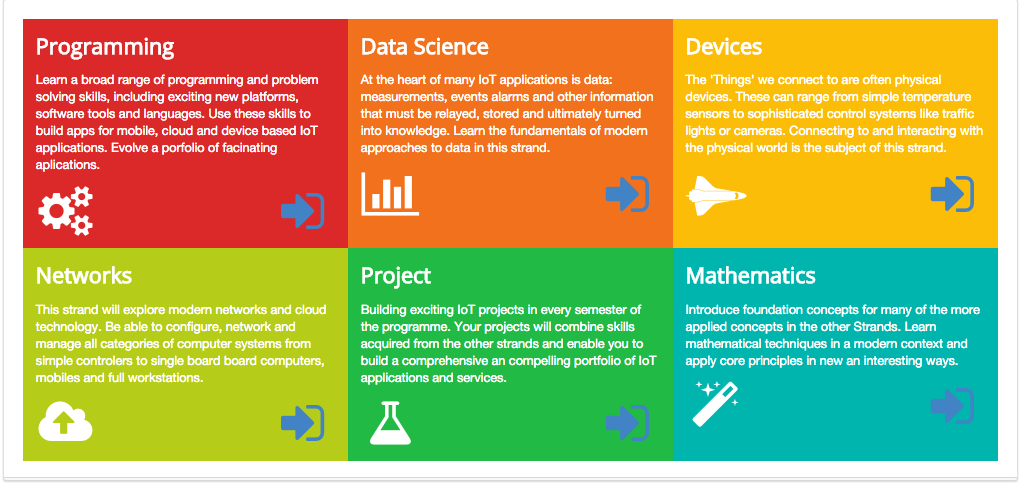 Programming
Learn a broad range of programming and problem
solving skills, including exciting new platforms,
software tools and languages. Use these skills to
build apps for mobile, cloud and device based IoT
applications. Evolve a porfolio of facinating
aplications.
Data Science
At the heart of many IoT applications is data:
measurements, events alarms and other information
that must be relayed, stored and ultimately turned
into knowledge. Learn the fundamentals of modern
approaches to data in this strand.
Devices
The 'Things' we connect to are often physical
devices. These can range from simple temperature
sensors to sophisticated control systems like traffic
lights or cameras. Connecting to and interacting with
the physical world is the subject of this strand.
Networks
This strand will explore modern networks and cloud
technology. Be able to configure, network and
manage all categories of computer systems from
simple controlers to single board board computers,
mobiles and full workstations.
Project
Building exciting IoT projects in every semester of
the programme. Your projects will combine skills
acquired from the other strands and enable you to
build a comprehensive an compelling portfolio of IoT
applications and services.
Mathematics
Introduce foundation concepts for many of the more
applied concepts in the other Strands. Learn
mathematical techniques in a modern context and
apply core principles in new an interesting ways.